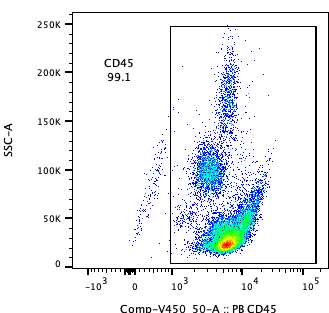 250K
200K
150K
100K
50K
0
SSC-A
CD45
99.1
-10³ 0 10³ 10⁴ 10⁵
Comp-V450_50-A :: PB CD45